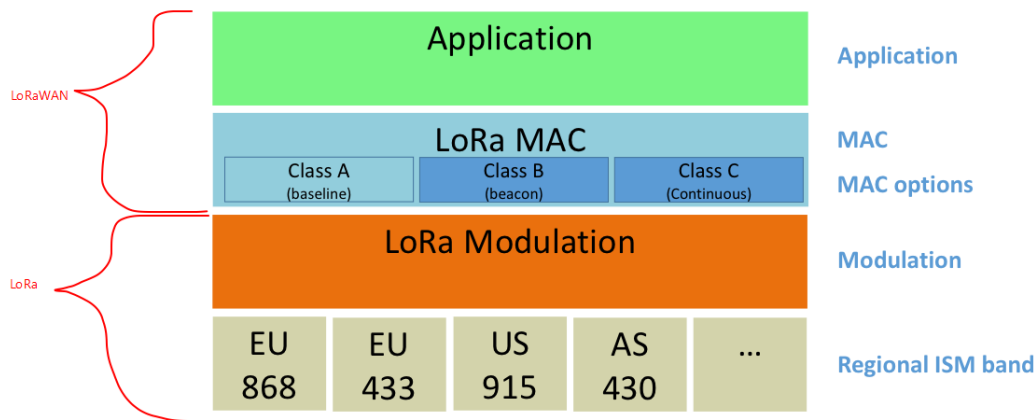 Application
Application
LoRaWAN
LoRa MAC
MAC
Class A
(baseline)
Class B
(beacon)
Class C
(Continuous)
MAC options
LoRa Modulation
Modulation
LoRa
EU
868
EU
433
US
915
AS
430
...
Regional ISM band